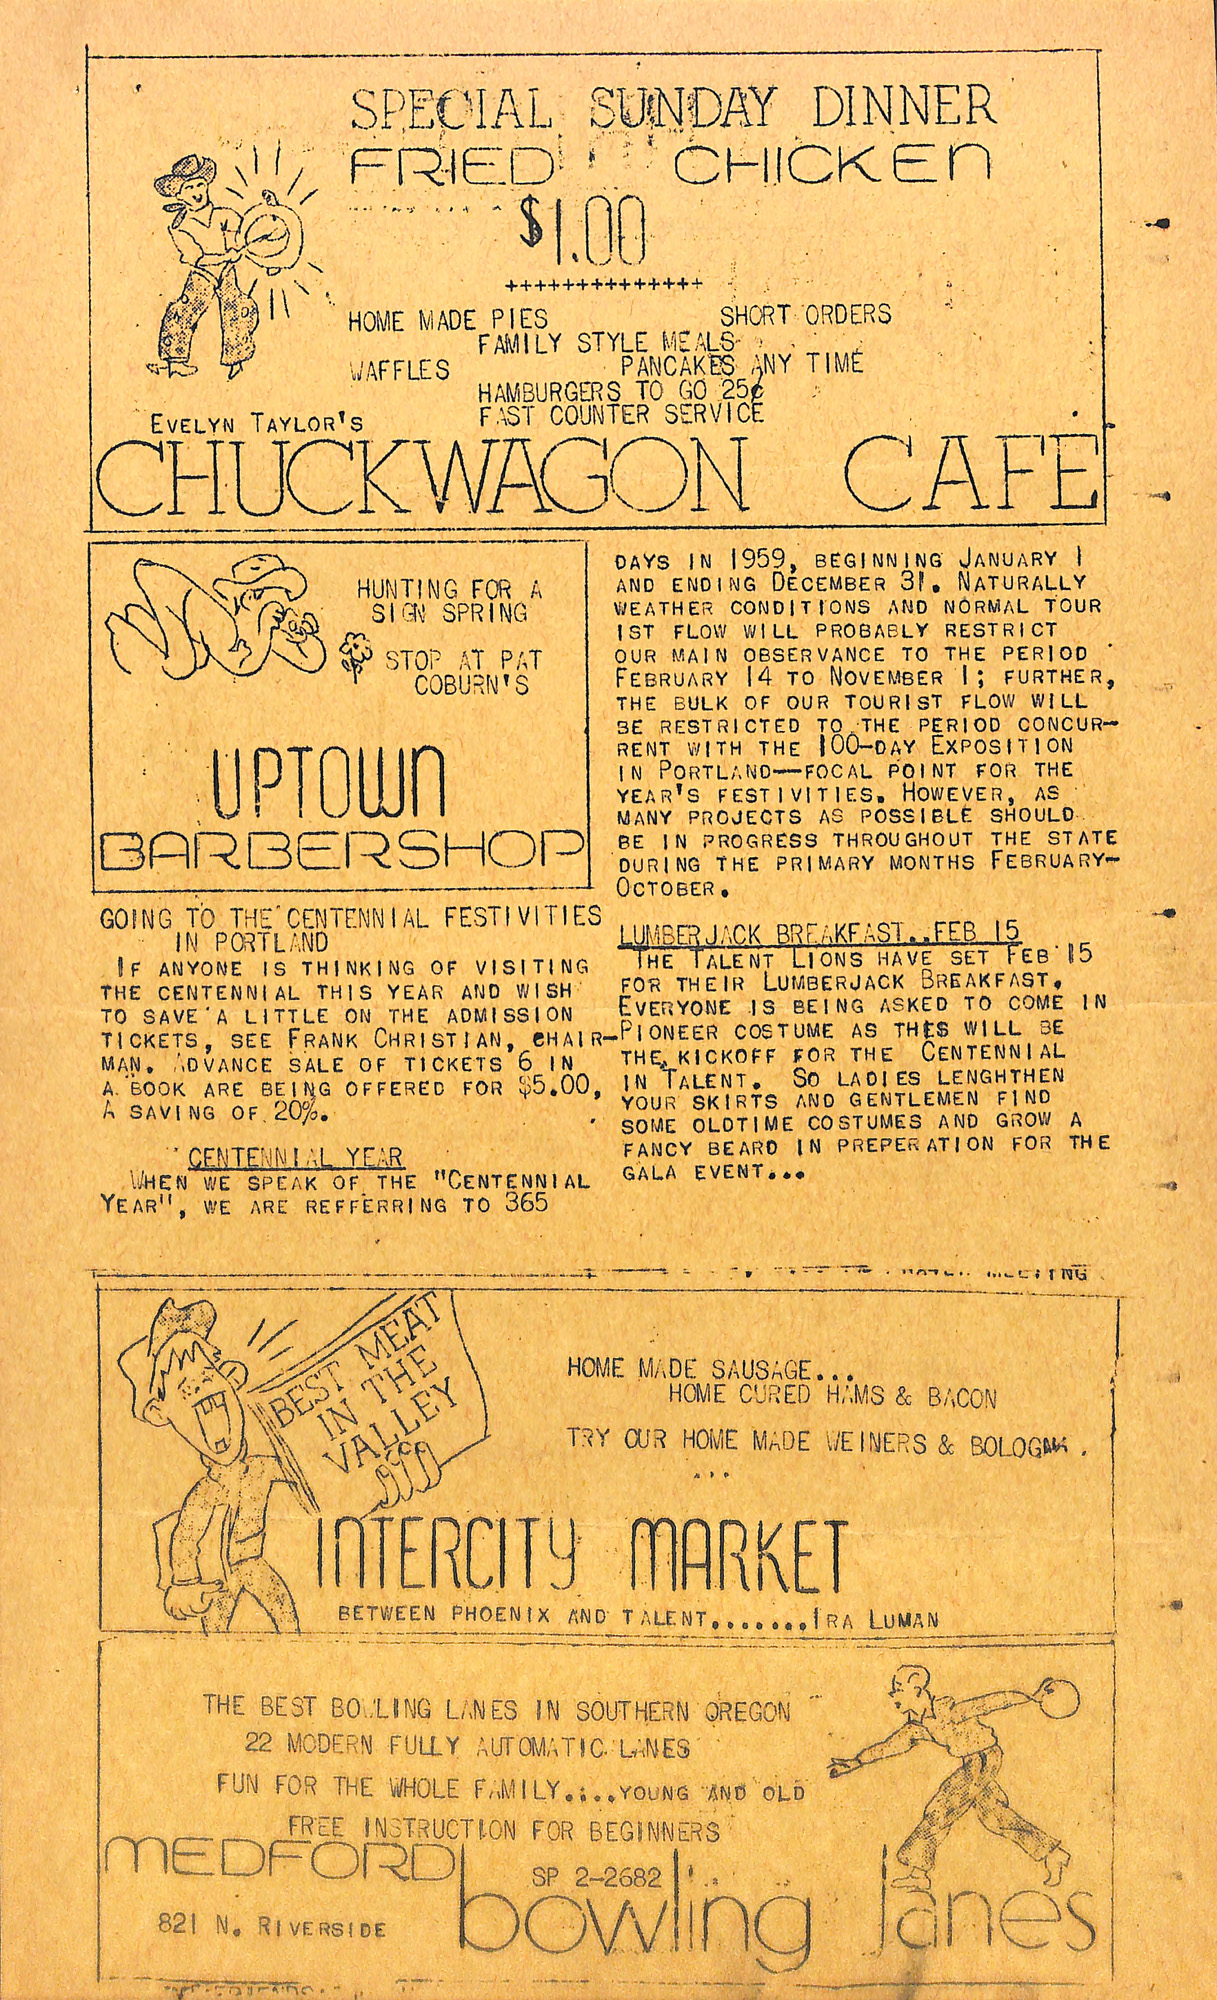 SPECIAL SUNDAY DINNER
FRIED CHICKEN
$1.00
++++++++++++++
HOME MADE PIES SHORT ORDERS
FAMILY STYLE MEALS
WAFFLES PANCAKES ANY TIME
HAMBURGERS TO GO 25¢
FAST COUNTER SERVICE
EVELYN TAYLOR'S
CHUCKWAGON CAFE
HUNTING FOR A
SIGN SPRING
STOP AT PAT
COBURN'S
UPTOWN
BARBERSHOP
GOING TO THE CENTENNIAL FESTIVITIES
IN PORTLAND
IF ANYONE IS THINKING OF VISITING
THE CENTENNIAL THIS YEAR AND WISH
TO SAVE A LITTLE ON THE ADMISSION
TICKETS, SEE FRANK CHRISTIAN, CHAIR-
MAN. ADVANCE SALE OF TICKETS 6 IN
A BOOK ARE BEING OFFERED FOR $5.00,
A SAVING OF 20%.
CENTENNIAL YEAR
WHEN WE SPEAK OF THE "CENTENNIAL
YEAR", WE ARE REFFERRING TO 365
DAYS IN 1959, BEGINNING JANUARY 1
AND ENDING DECEMBER 31. NATURALLY
WEATHER CONDITIONS AND NORMAL TOUR
IST FLOW WILL PROBABLY RESTRICT
OUR MAIN OBSERVANCE TO THE PERIOD
FEBRUARY 14 TO NOVEMBER 1; FURTHER,
THE BULK OF OUR TOURIST FLOW WILL
BE RESTRICTED TO THE PERIOD CONCUR-
RENT WITH THE 100-DAY EXPOSITION
IN PORTLAND—FOCAL POINT FOR THE
YEAR'S FESTIVITIES. HOWEVER, AS
MANY PROJECTS AS POSSIBLE SHOULD
BE IN PROGRESS THROUGHOUT THE STATE
DURING THE PRIMARY MONTHS FEBRUARY-
OCTOBER.
LUMBERJACK BREAKFAST..FEB 15
THE TALENT LIONS HAVE SET FEB 15
FOR THEIR LUMBERJACK BREAKFAST.
EVERYONE IS BEING ASKED TO COME IN
PIONEER COSTUME AS THES WILL BE
THE KICKOFF FOR THE CENTENNIAL
IN TALENT. SO LADIES LENGHTHEN
YOUR SKIRTS AND GENTLEMEN FIND
SOME OLDTIME COSTUMES AND GROW A
FANCY BEARD IN PREPERATION FOR THE
GALA EVENT...
MEETING
BEST MEAT
IN THE
VALLEY
HOME MADE SAUSAGE...
HOME CURED HAMS & BACON
TRY OUR HOME MADE WEINERS & BOLOGNA .
...
INTERCITY MARKET
BETWEEN PHOENIX AND TALENT.......IRA LUMAN
THE BEST BOWLING LANES IN SOUTHERN OREGON
22 MODERN FULLY AUTOMATIC LANES
FUN FOR THE WHOLE FAMILY.....YOUNG AND OLD
FREE INSTRUCTION FOR BEGINNERS
MEDFORD bowling lanes
SP 2-2682
821 N. RIVERSIDE